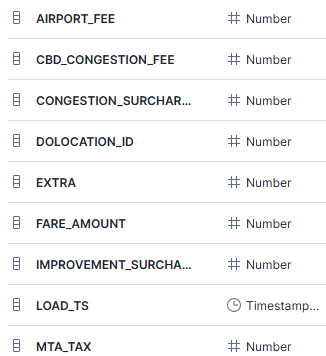 AIRPORT_FEE Number
CBD_CONGESTION_FEE Number
CONGESTION_SURCHAR... Number
DOLOCATION_ID Number
EXTRA Number
FARE_AMOUNT Number
IMPROVEMENT_SURCHA... Number
LOAD_TS Timestamp...
MTA_TAX Number